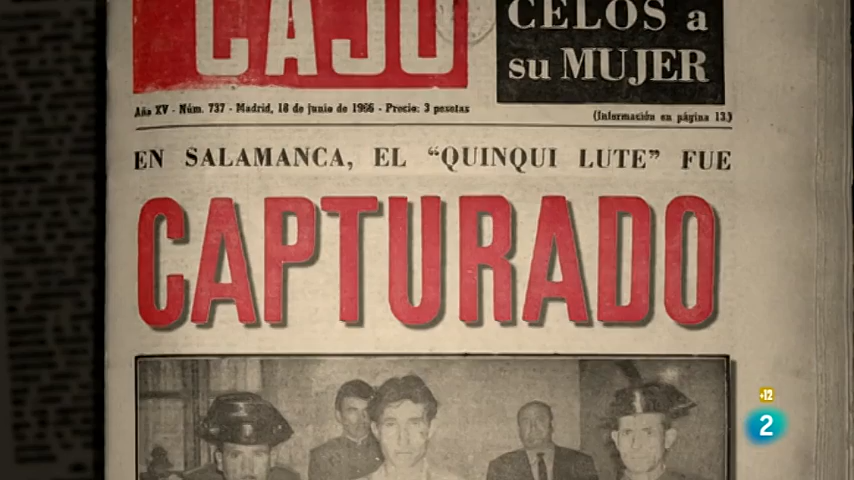 CELOS a
su MUJER
Año XV - Núm. 737 - Madrid, 18 de junio de 1966 - Precio: 3 pesetas
(Información en página 13.)
EN SALAMANCA, EL “QUINQUI LUTE” FUE
CAPTURADO
+12
2